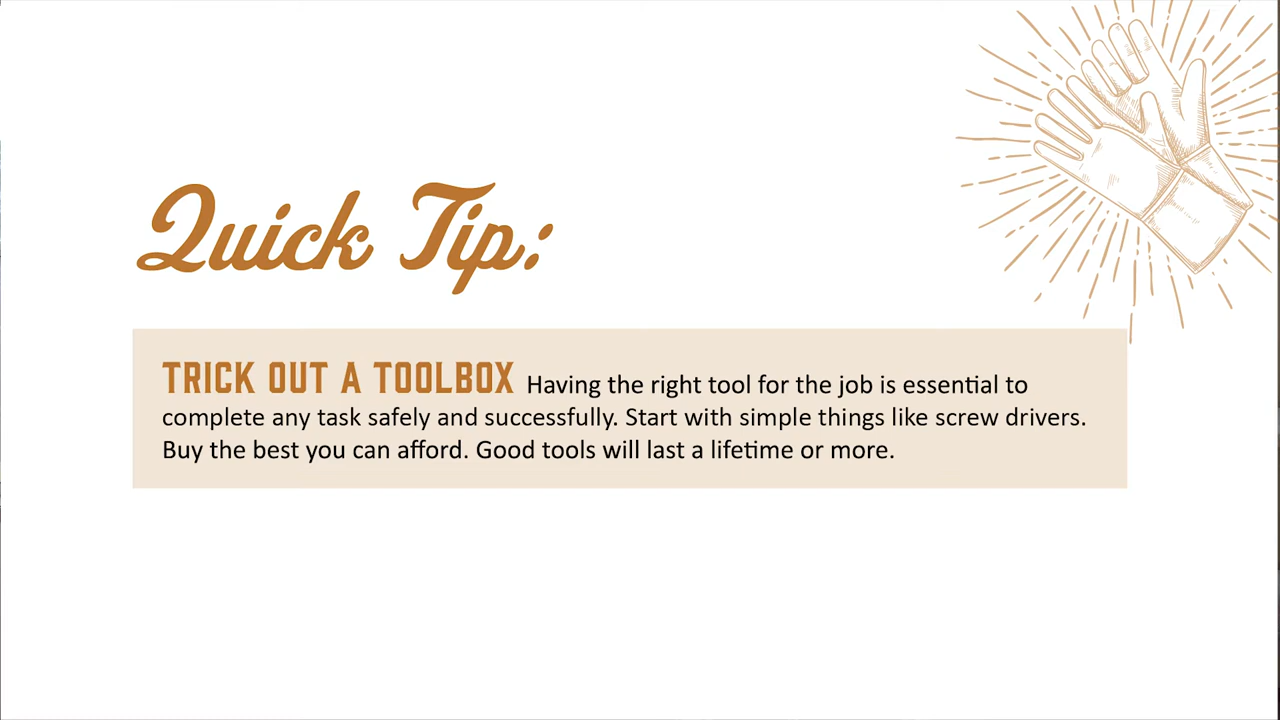 Quick Tip:
TRICK OUT A TOOLBOX Having the right tool for the job is essential to
complete any task safely and successfully. Start with simple things like screw drivers.
Buy the best you can afford. Good tools will last a lifetime or more.